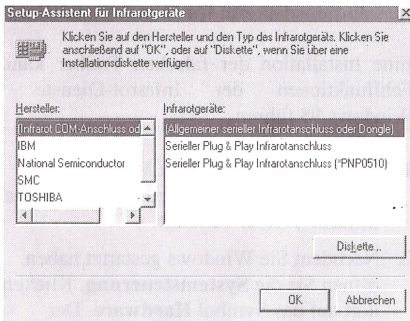 Setup-Assistent für Infrarotgeräte
Klicken Sie auf den Hersteller und den Typ des Infrarotgeräts. Klicken Sie
anschließend auf "OK", oder auf "Diskette", wenn Sie über eine
Installationsdiskette verfügen.
Hersteller:
(Infrarot COM-Anschluss od
IBM
National Semiconductor
SMC
TOSHIBA
Infrarotgeräte:
(Allgemeiner serieller Infrarotanschluss oder Dongle)
Serieller Plug & Play Infrarotanschluss
Serieller Plug & Play Infrarotanschluss (*PNP0510)
Diskette...
OK
Abbrechen